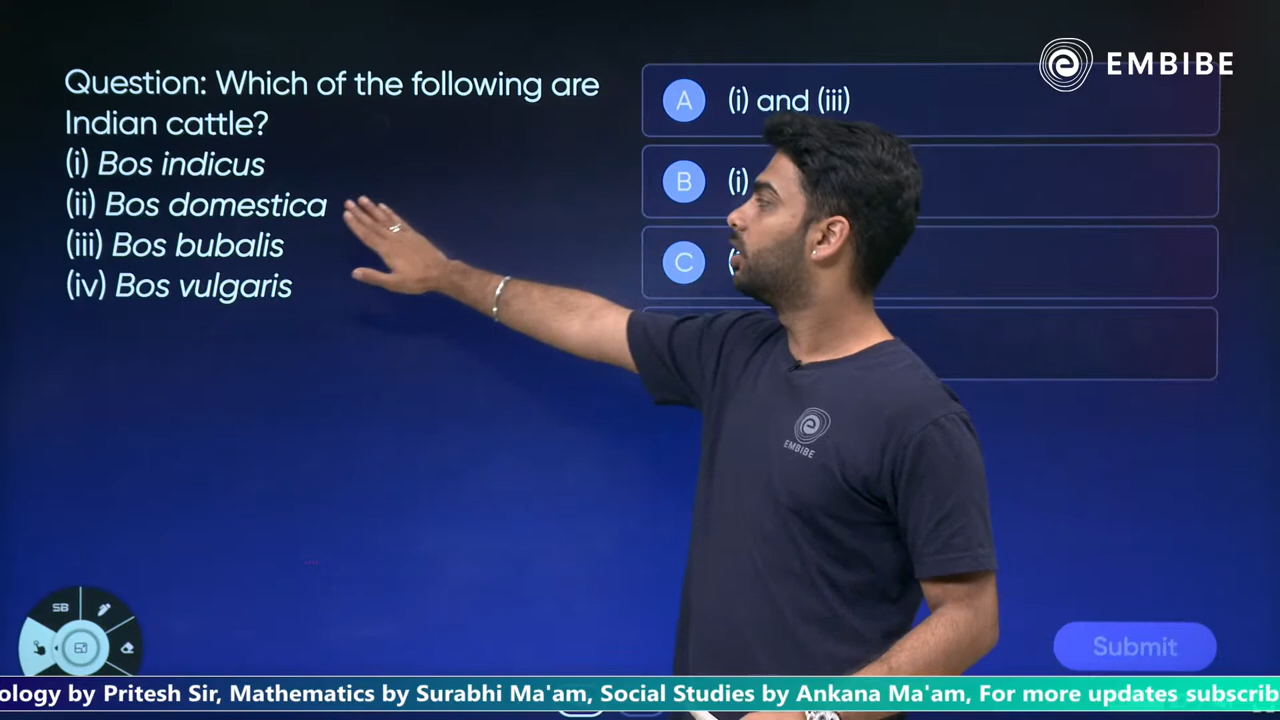 EMBIBE
Question: Which of the following are
Indian cattle?
(i) Bos indicus
(ii) Bos domestica
(iii) Bos bubalis
(iv) Bos vulgaris
A (i) and (iii)
B (i)
C
EMBIBE
SB
Submit
ology by Pritesh Sir, Mathematics by Surabhi Ma'am, Social Studies by Ankana Ma'am, For more updates subscrib